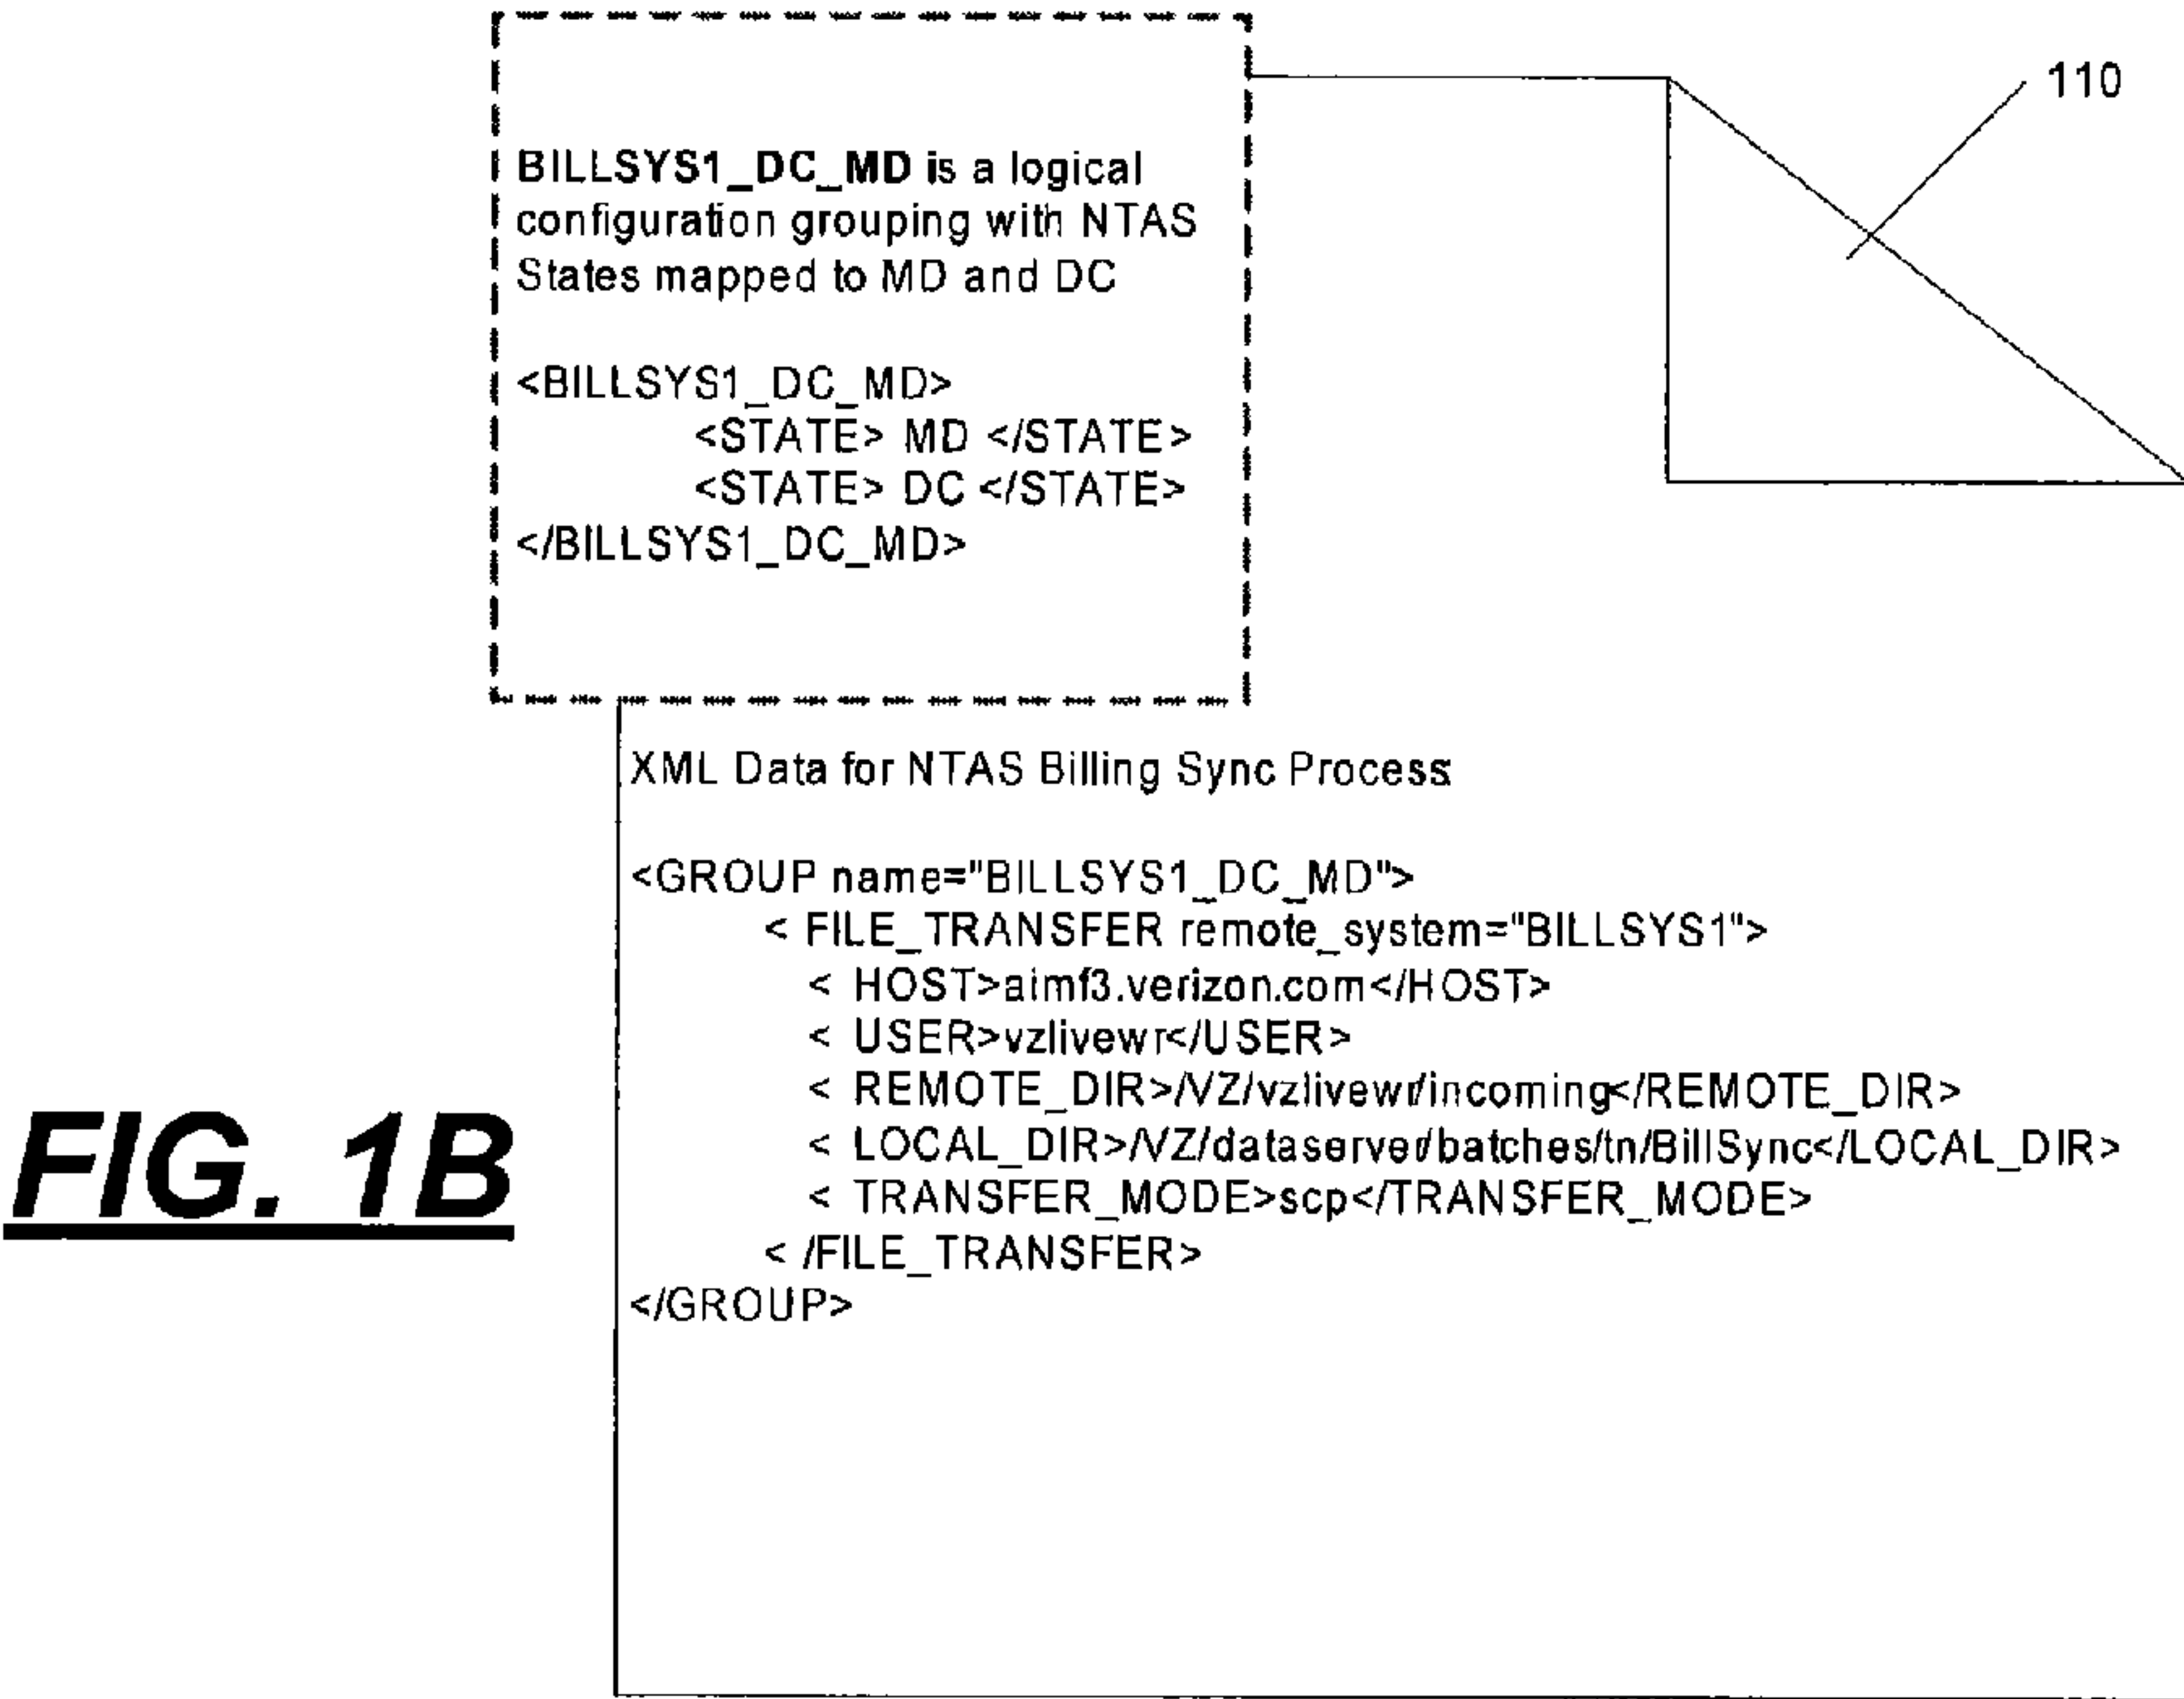 110
BILLSYS1_DC_MD is a logical
configuration grouping with NTAS
States mapped to MD and DC
<BILLSYS1_DC_MD>
<STATE> MD </STATE>
<STATE> DC </STATE>
</BILLSYS1_DC_MD>
XML Data for NTAS Billing Sync Process
<GROUP name="BILLSYS1_DC_MD">
< FILE_TRANSFER remote_system="BILLSYS1">
< HOST>aimf3.verizon.com</HOST>
< USER>vzlivewr</USER>
< REMOTE_DIR>/VZ/vzlivewr/incoming</REMOTE_DIR>
< LOCAL_DIR>/VZ/dataserver/batches/tn/BillSync</LOCAL_DIR>
< TRANSFER_MODE>scp</TRANSFER_MODE>
< /FILE_TRANSFER>
</GROUP>
FIG. 1B